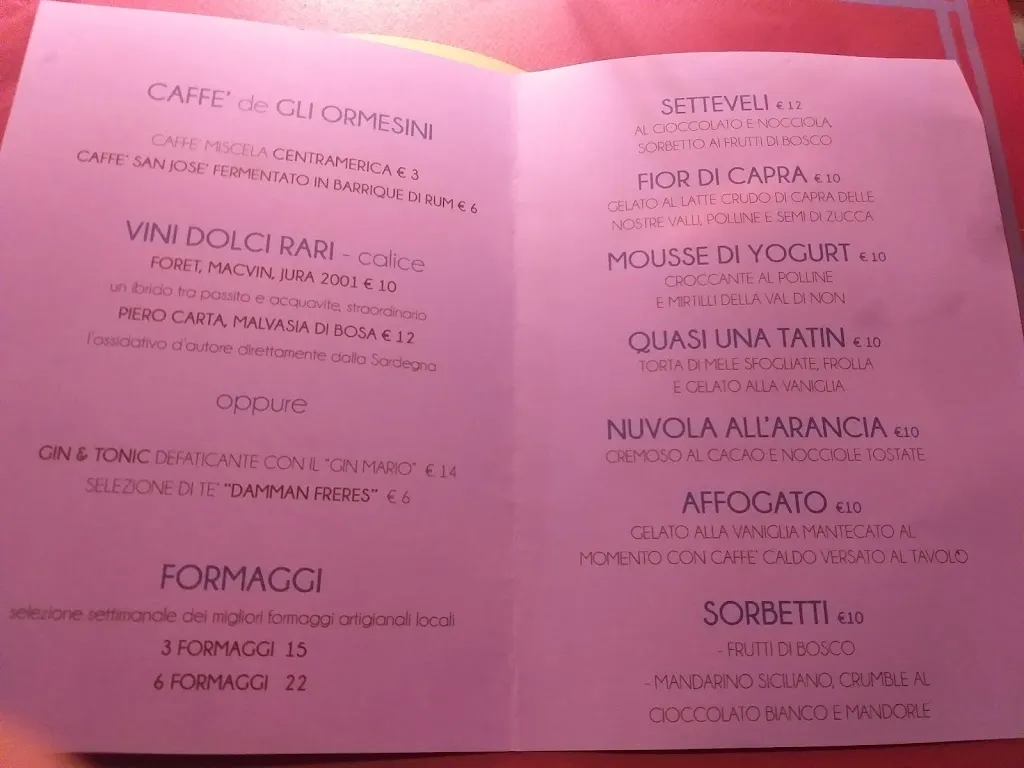 CAFFE' de GLI ORMESINI
CAFFE' MISCELA CENTRAMERICA € 3
CAFFE' SAN JOSE' FERMENTATO IN BARRIQUE DI RUM € 6
VINI DOLCI RARI - calice
FORET, MACVIN, JURA 2001 € 10
un ibrido tra passito e acquavite, straordinario
PIERO CARTA, MALVASIA DI BOSA € 12
l'ossidativo d'autore direttamente dalla Sardegna
oppure
GIN & TONIC DEFATICANTE CON IL "GIN MARIO" € 14
SELEZIONE DI TE' "DAMMAN FRERES" € 6
FORMAGGI
selezione settimanale dei migliori formaggi artigianali locali
3 FORMAGGI 15
6 FORMAGGI 22
SETTEVELI € 12
AL CIOCCOLATO E NOCCIOLA,
SORBETTO AI FRUTTI DI BOSCO
FIOR DI CAPRA € 10
GELATO AL LATTE CRUDO DI CAPRA DELLE
NOSTRE VALLI, POLLINE E SEMI DI ZUCCA
MOUSSE DI YOGURT € 10
CROCCANTE AL POLLINE
E MIRTILLI DELLA VAL DI NON
QUASI UNA TATIN € 10
TORTA DI MELE SFOGLIATE, FROLLA
E GELATO ALLA VANIGLIA
NUVOLA ALL'ARANCIA €10
CREMOSO AL CACAO E NOCCIOLE TOSTATE
AFFOGATO €10
GELATO ALLA VANIGLIA MANTECATO AL
MOMENTO CON CAFFE' CALDO VERSATO AL TAVOLO
SORBETTI €10
- FRUTTI DI BOSCO
- MANDARINO SICILIANO, CRUMBLE AL
CIOCCOLATO BIANCO E MANDORLE